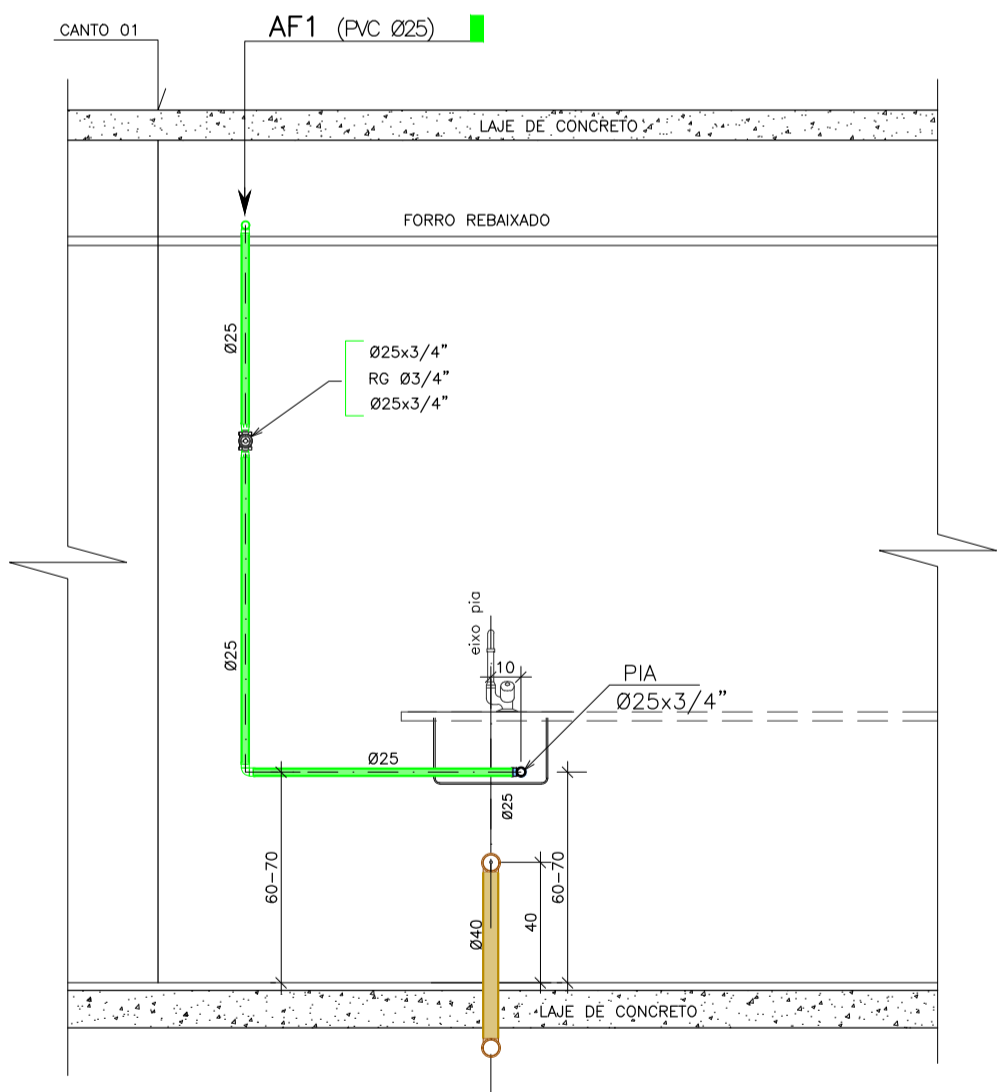 CANTO 01
AF1 (PVC Ø25)
LAJE DE CONCRETO
FORRO REBAIXADO
Ø25
Ø25x3/4”
RG Ø3/4”
Ø25x3/4”
Ø25
eixo pia
10
PIA
Ø25x3/4”
Ø25
Ø25
60-70
Ø40
40
60-70
LAJE DE CONCRETO